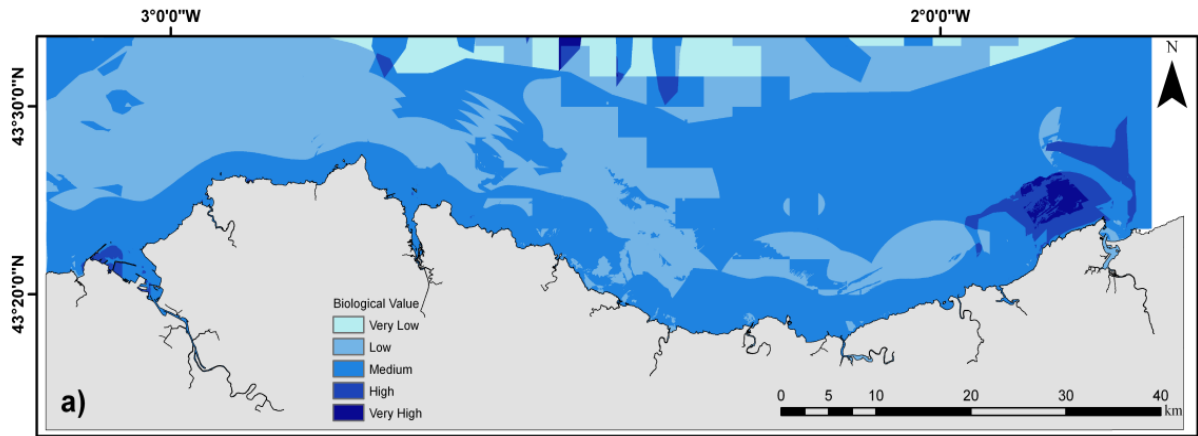 3°0'0"W 2°0'0"W
N
43°30'0"N
43°20'0"N
Biological Value
Very Low
Low
Medium
High
Very High
a)
0 5 10 20 30 40
km